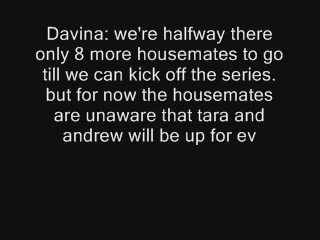 Davina: we're halfway there
only 8 more housemates to go
till we can kick off the series.
but for now the housemates
are unaware that tara and
andrew will be up for ev